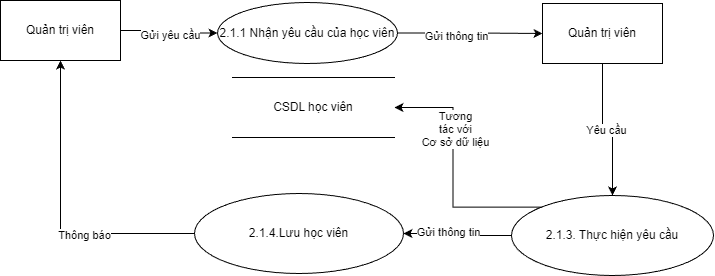 Quản trị viên
Gửi yêu cầu
2.1.1 Nhận yêu cầu của học viên
Gửi thông tin
Quản trị viên
CSDL học viên
Tương
tác với
Cơ sở dữ liệu
Yêu cầu
Thông báo
2.1.4.Lưu học viên
Gửi thông tin
2.1.3. Thực hiện yêu cầu